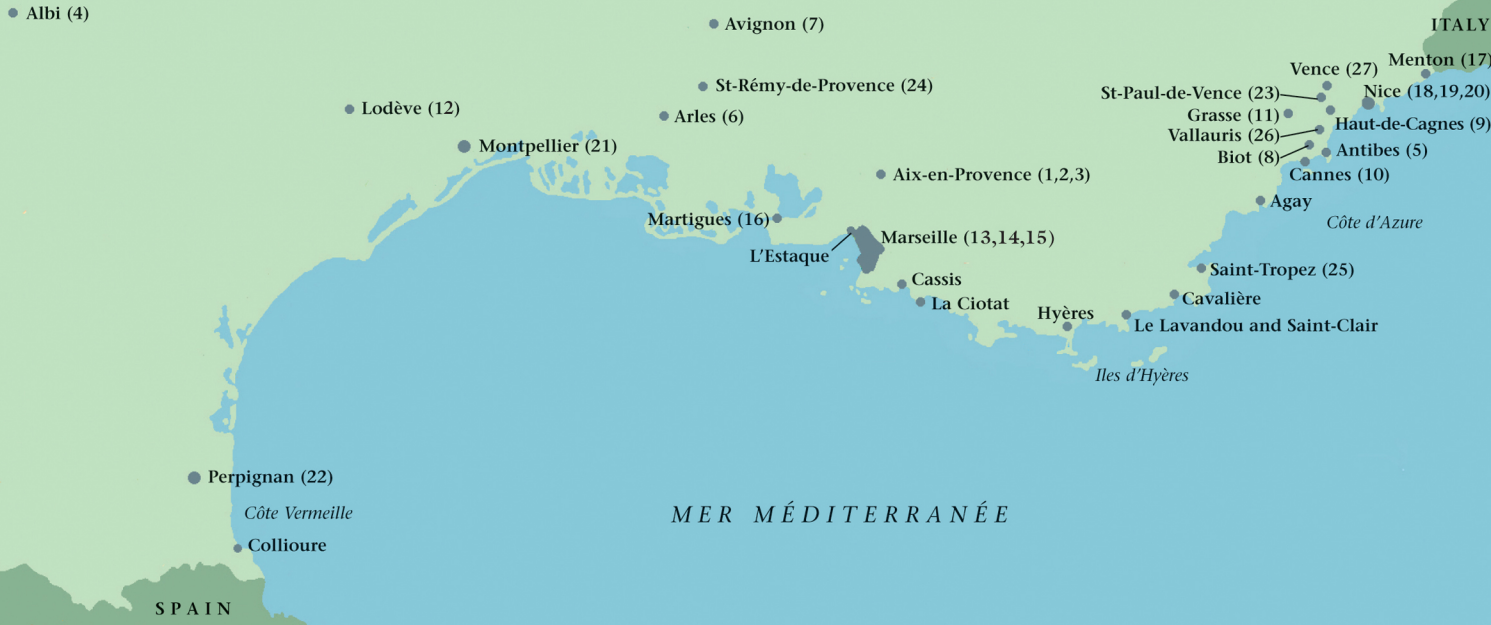 Albi (4)
Avignon (7)
ITALY
Menton (17)
Vence (27)
St-Rémy-de-Provence (24)
St-Paul-de-Vence (23)
Nice (18,19,20)
Lodève (12)
Arles (6)
Grasse (11)
Haut-de-Cagnes (9)
Vallauris (26)
Montpellier (21)
Biot (8)
Antibes (5)
Aix-en-Provence (1,2,3)
Cannes (10)
Agay
Martigues (16)
Côte d'Azure
Marseille (13,14,15)
L'Estaque
Saint-Tropez (25)
Cassis
Cavalière
La Ciotat
Hyères
Le Lavandou and Saint-Clair
Iles d'Hyères
Perpignan (22)
Côte Vermeille
MER MÉDITERRANÉE
Collioure
SPAIN